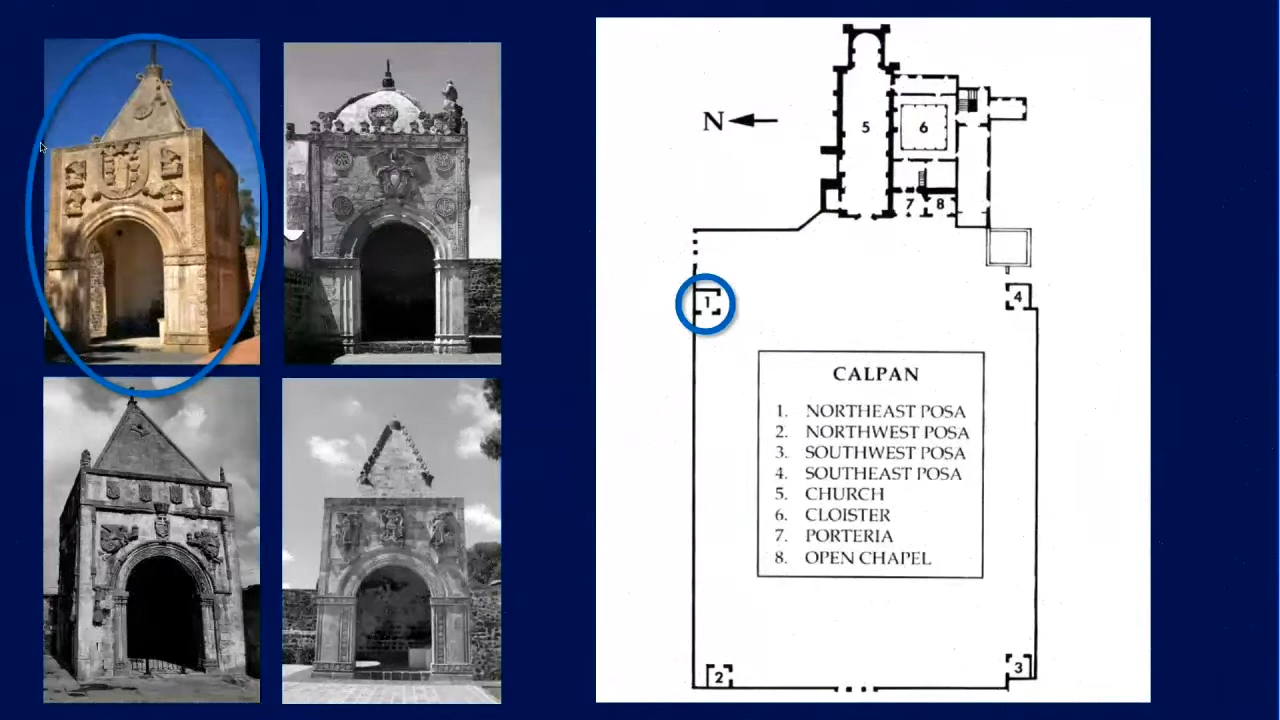 N
5
6
7
8
1
4
CALPAN
1. NORTHEAST POSA
2. NORTHWEST POSA
3. SOUTHWEST POSA
4. SOUTHEAST POSA
5. CHURCH
6. CLOISTER
7. PORTERIA
8. OPEN CHAPEL
2
3